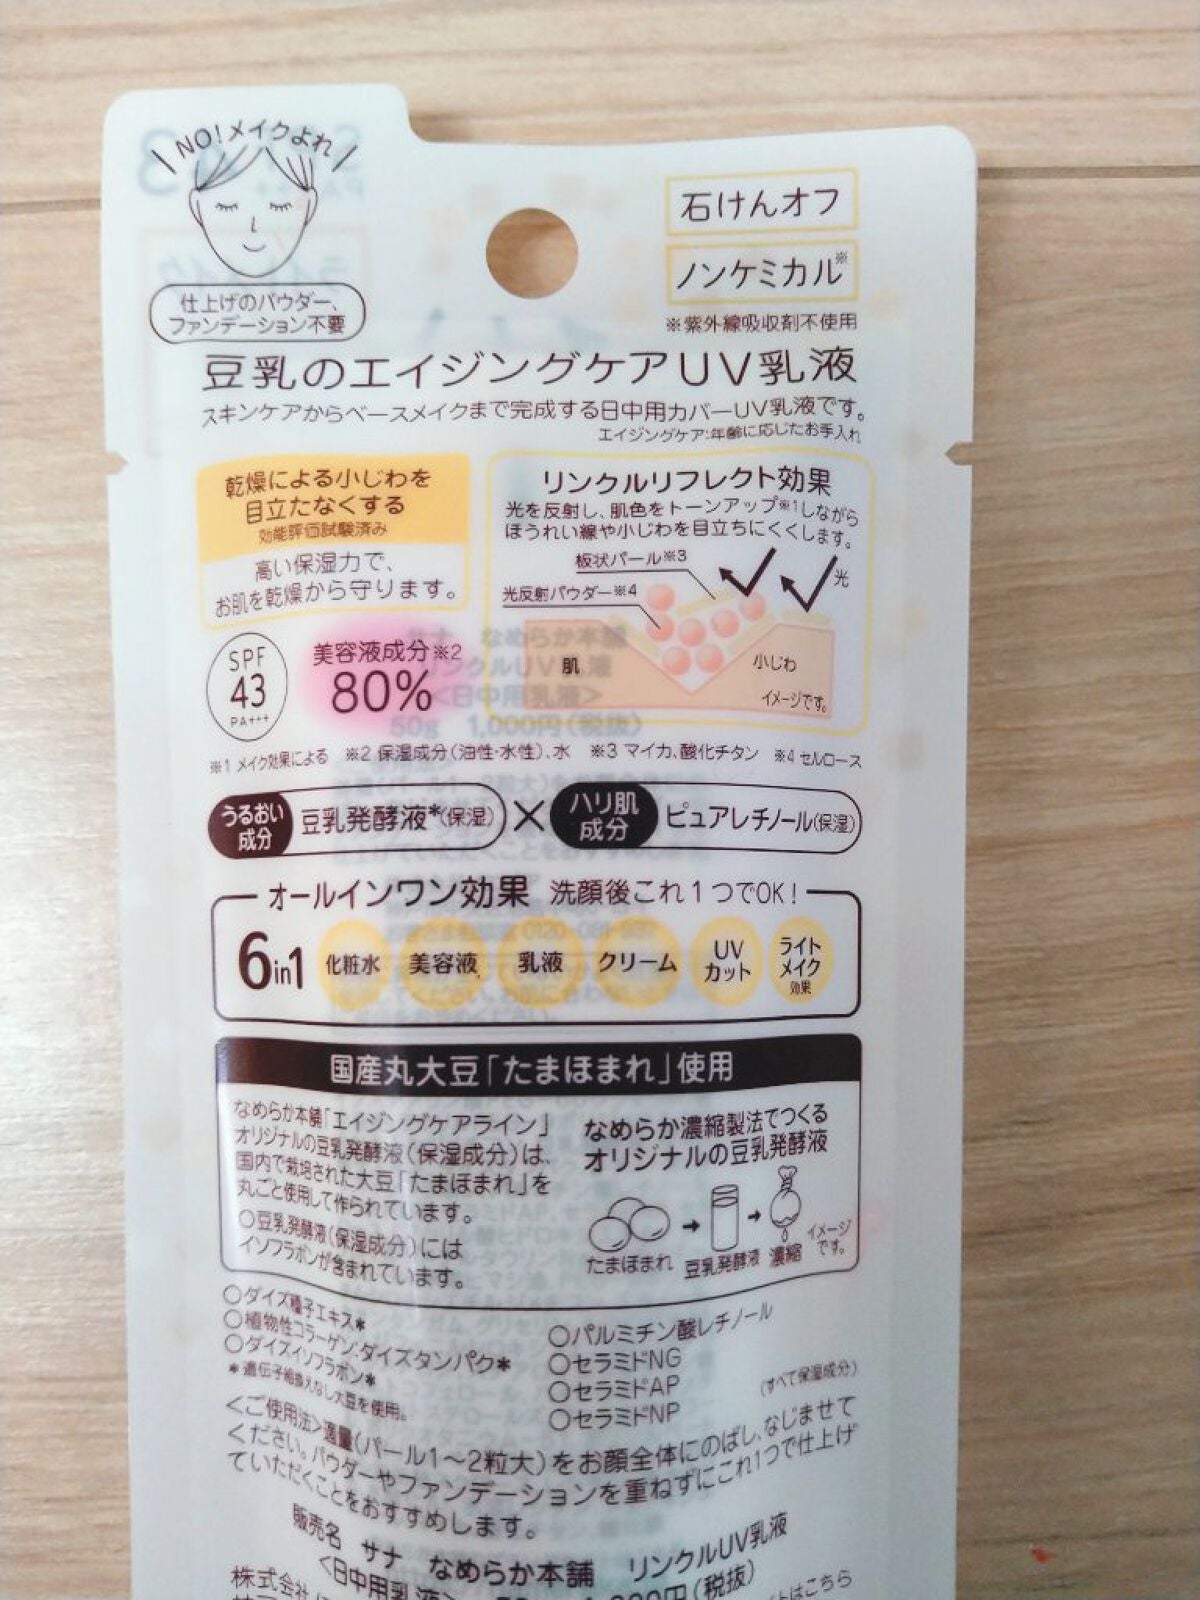 NO!メイクよれ
仕上げのパウダー、
ファンデーション不要
石けんオフ
ノンケミカル※
※紫外線吸収剤不使用
豆乳のエイジングケアUV乳液
スキンケアからベースメイクまで完成する日中用カバーUV乳液です。
エイジングケア:年齢に応じたお手入れ
乾燥による小じわを
目立たなくする
効能評価試験済み
高い保湿力で、
お肌を乾燥から守ります。
リンクルリフレクト効果
光を反射し、肌色をトーンアップ※1しながら
ほうれい線や小じわを目立ちにくくします。
板状パール※3
光反射パウダー※4
光
肌
小じわ
イメージです。
SPF
43
PA+++
美容液成分※2
80%
※1 メイク効果による ※2 保湿成分(油性・水性)、水 ※3 マイカ、酸化チタン ※4 セルロース
うるおい
成分
豆乳発酵液*(保湿)
×
ハリ肌
成分
ピュアレチノール(保湿)
オールインワン効果 洗顔後これ1つでOK!
6in1
化粧水
美容液
乳液
クリーム
UV
カット
ライト
メイク
効果
国産丸大豆「たまほまれ」使用
なめらか本舗「エイジングケアライン」
オリジナルの豆乳発酵液(保湿成分)は、
国内で栽培された大豆「たまほまれ」を
丸ごと使用して作られています。
○豆乳発酵液(保湿成分)には
イソフラボンが含まれています。
なめらか濃縮製法でつくる
オリジナルの豆乳発酵液
たまほまれ
豆乳発酵液
濃縮
イメージ
です。
○ダイズ種子エキス*
○植物性コラーゲン:ダイズタンパク*
○ダイズイソフラボン*
*遺伝子組換えなし大豆を使用。
○パルミチン酸レチノール
○セラミドNG
○セラミドAP
○セラミドNP
(すべて保湿成分)
<ご使用法>適量(パール1~2粒大)をお顔全体にのばし、なじませて
ください。パウダーやファンデーションを重ねずにこれ1つで仕上げ
ていただくことをおすすめします。
販売名 サナ なめらか本舗 リンクルUV乳液
<日中用乳液>
円(税抜)
株式会社
トはこちら